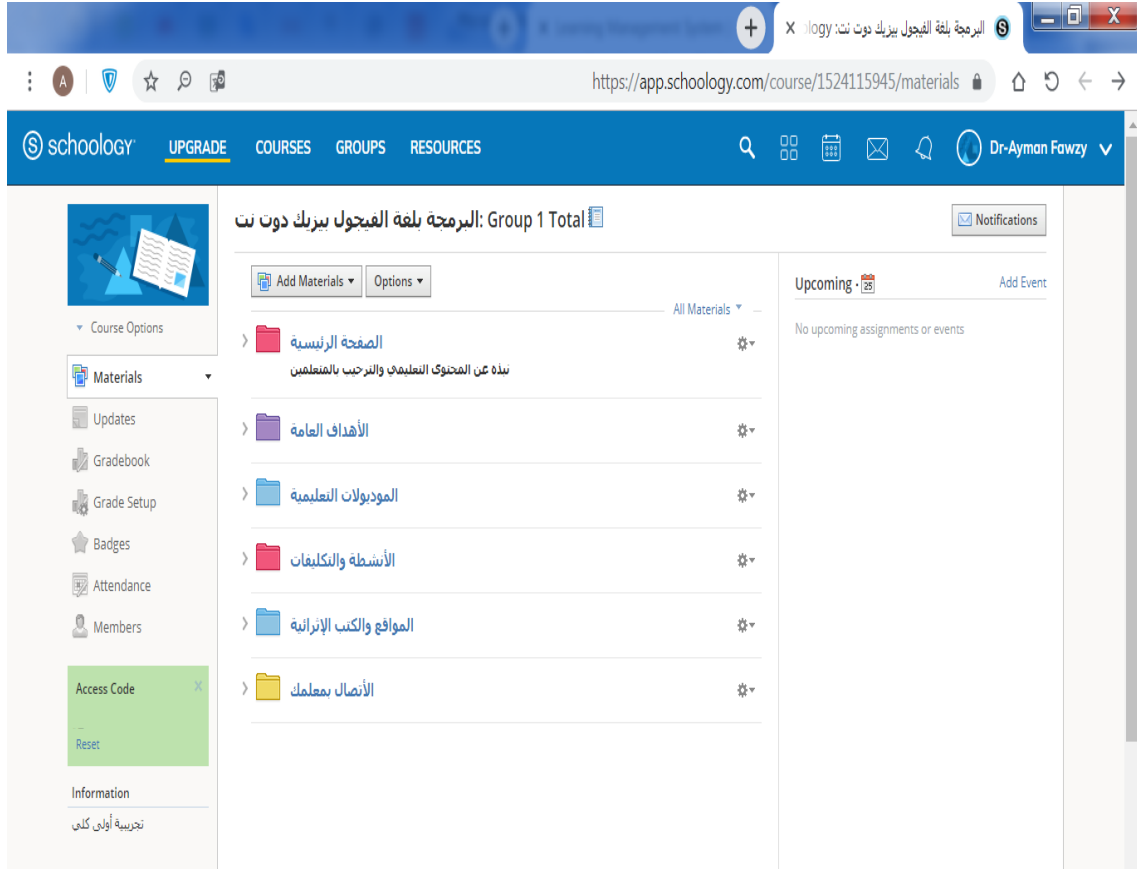 البرمجة بلغة الفيجول بيزيك دوت نت: logy
https://app.schoology.com/course/1524115945/materials
A
schoology UPGRADE COURSES GROUPS RESOURCES Dr-Ayman Fawzy
البرمجة بلغة الفيجول بيزيك دوت نت: Group 1 Total
Notifications
Add Materials Options
All Materials
Upcoming · 25 Add Event
No upcoming assignments or events
Course Options
Materials
Updates
Gradebook
Grade Setup
Badges
Attendance
Members
Access Code
Reset
Information
تجريبية أولى كلي
الصفحة الرئيسية
نبذه عن المحتوى التعليمي والترحيب بالمتعلمين
الأهداف العامة
الموديولات التعليمية
الأنشطة والتكليفات
المواقع والكتب الإثرائية
الأتصال بمعلمك